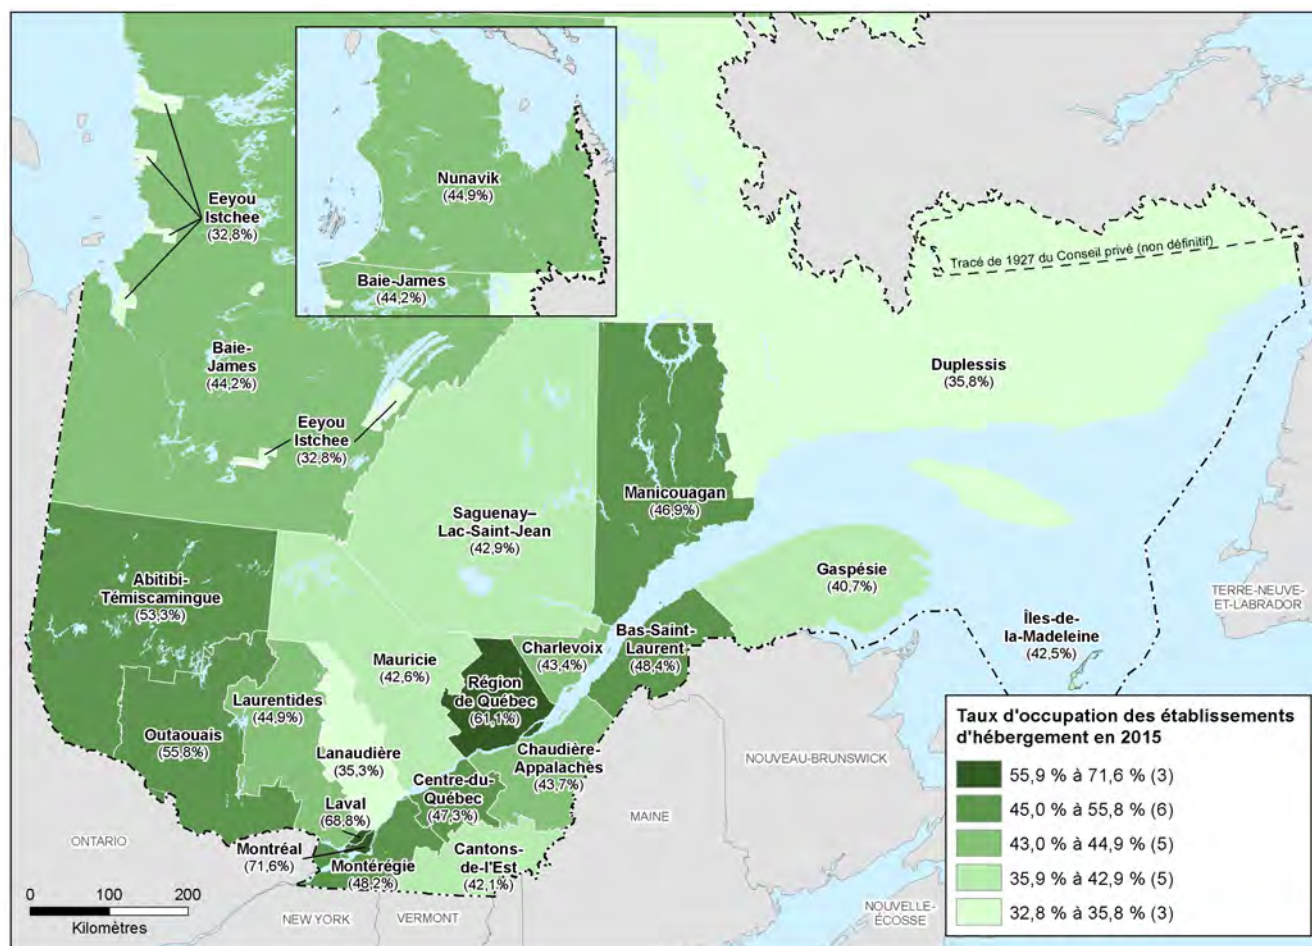 Nunavik
(44,9%)
Baie-James
(44,2%)
Eeyou
Istchee
(32,8%)
Tracé de 1927 du Conseil privé (non définitif)
Baie-
James
(44,2%)
Duplessis
(35,8%)
Eeyou
Istchee
(32,8%)
Manicouagan
(46,9%)
Saguenay–
Lac-Saint-Jean
(42,9%)
Abitibi-
Témiscamingue
(53,3%)
Gaspésie
(40,7%)
TERRE-NEUVE-
ET-LABRADOR
Îles-de-
la-Madeleine
(42,5%)
Bas-Saint-
Laurent
(48,4%)
Charlevoix
(43,4%)
Mauricie
(42,6%)
Région
de Québec
(61,1%)
Laurentides
(44,9%)
Outaouais
(55,8%)
Lanaudière
(35,3%)
Chaudière-
Appalaches
(43,7%)
Centre-du-
Québec
(47,3%)
Laval
(68,8%)
Montréal
(71,6%)
Montérégie
(48,2%)
Cantons-
de-l'Est
(42,1%)
ONTARIO
NEW YORK
VERMONT
MAINE
NOUVEAU-BRUNSWICK
NOUVELLE-
ÉCOSSE
0 100 200
Kilomètres
Taux d'occupation des établissements
d'hébergement en 2015
55,9 % à 71,6 % (3)
45,0 % à 55,8 % (6)
43,0 % à 44,9 % (5)
35,9 % à 42,9 % (5)
32,8 % à 35,8 % (3)